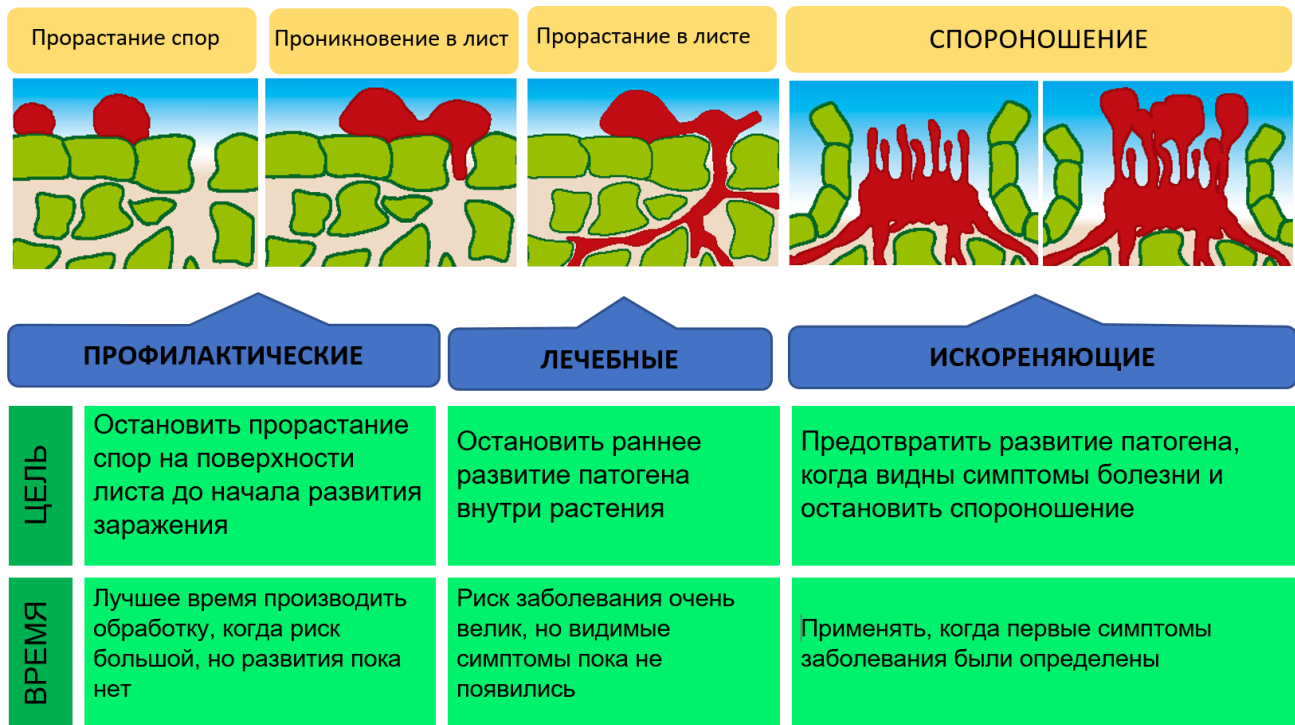 Прорастание спор
Проникновение в лист
Прорастание в листе
СПОРОНОШЕНИЕ
ПРОФИЛАКТИЧЕСКИЕ
ЛЕЧЕБНЫЕ
ИСКОРЕНЯЮЩИЕ
ЦЕЛЬ
Остановить прорастание
спор на поверхности
листа до начала развития
заражения
Остановить раннее
развитие патогена
внутри растения
Предотвратить развитие патогена,
когда видны симптомы болезни и
остановить спороношение
ВРЕМЯ
Лучшее время производить
обработку, когда риск
большой, но развития пока
нет
Риск заболевания очень
велик, но видимые
симптомы пока не
появились
Применять, когда первые симптомы
заболевания были определены